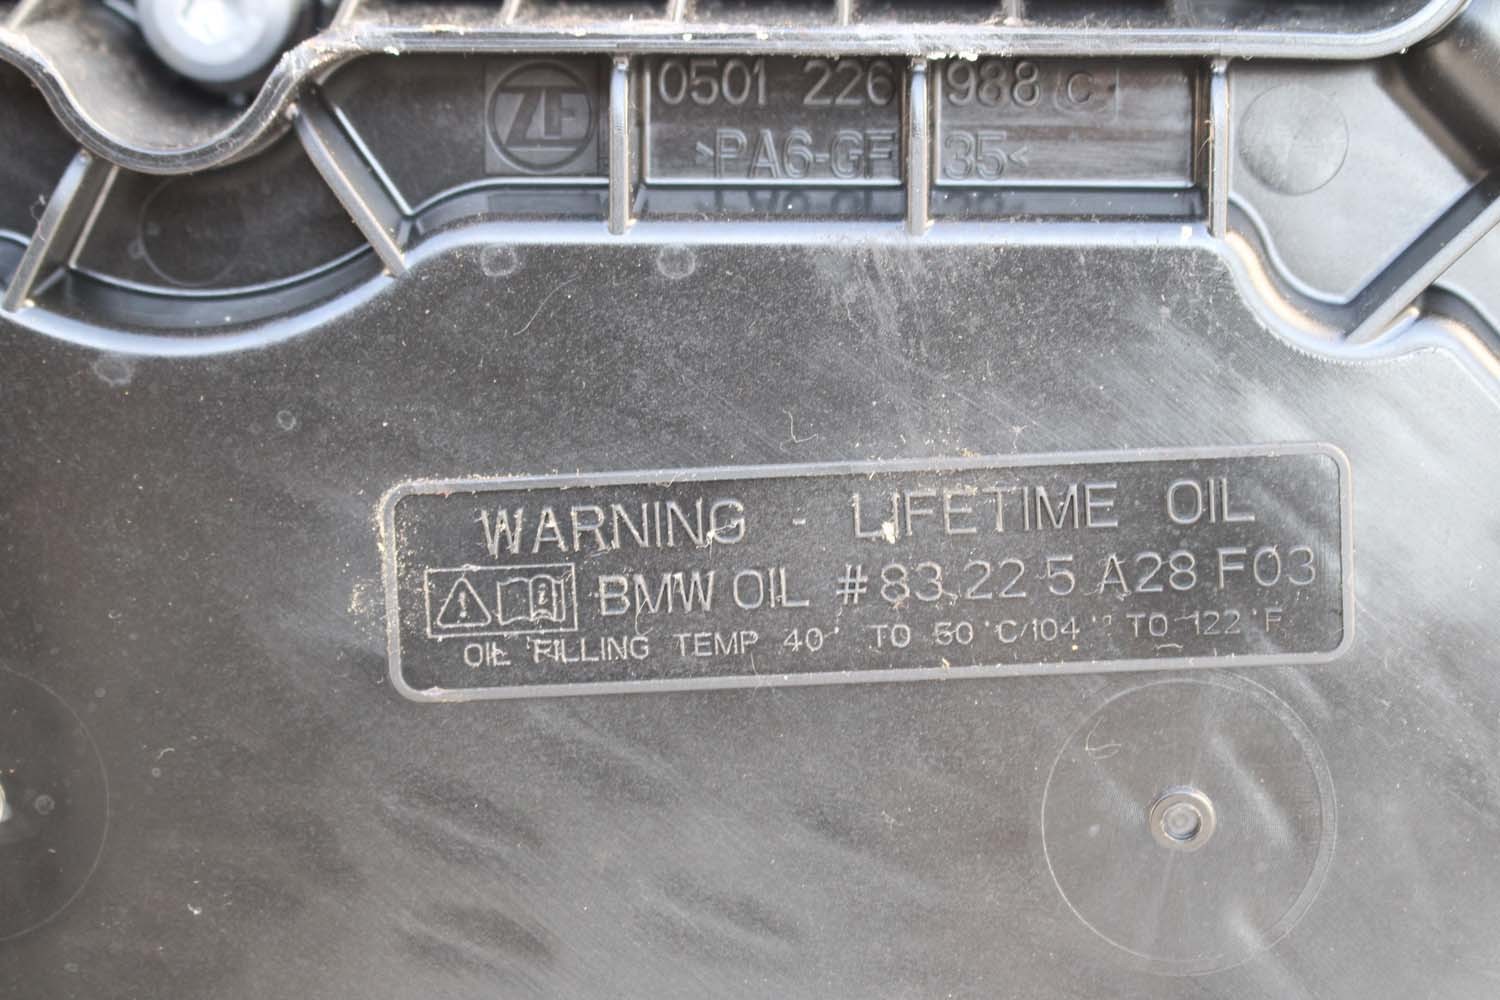 ZF 0501 226 988 C
>PA6-GF 35<
WARNING - LIFETIME OIL
BMW OIL #83 22 5 A28 F03
OIL FILLING TEMP 40° TO 50°C/104° TO 122°F